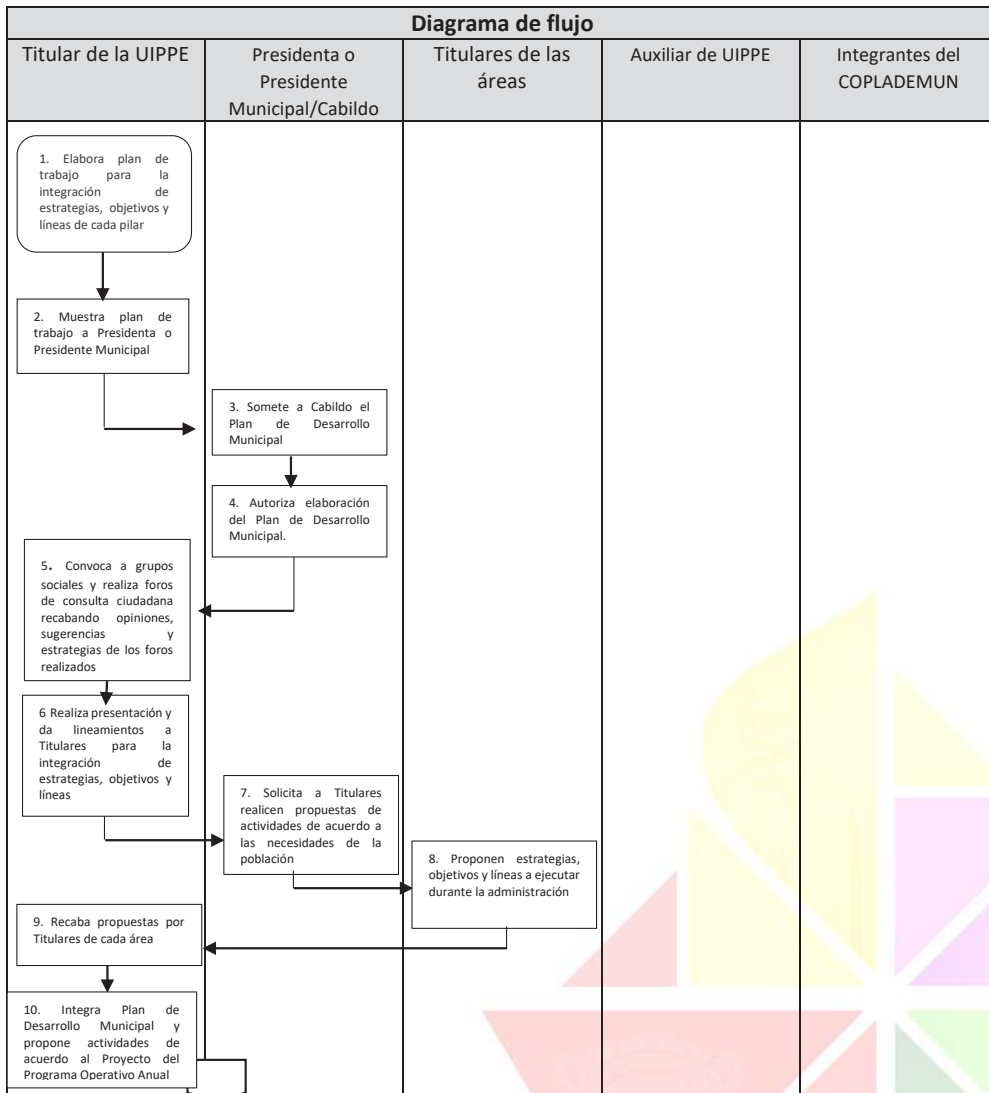 Diagrama de flujo
Titular de la UIPPE
Presidenta o
Presidente
Municipal/Cabildo
Titulares de las
áreas
Auxiliar de UIPPE
Integrantes del
COPLADEMUN
1. Elabora plan de
trabajo para la
integración de
estrategias, objetivos y
líneas de cada pilar
2. Muestra plan de
trabajo a Presidenta o
Presidente Municipal
3. Somete a Cabildo el
Plan de Desarrollo
Municipal
4. Autoriza elaboración
del Plan de Desarrollo
Municipal.
5. Convoca a grupos
sociales y realiza foros
de consulta ciudadana
recabando opiniones,
sugerencias y
estrategias de los foros
realizados
6 Realiza presentación y
da lineamientos a
Titulares para la
integración de
estrategias, objetivos y
líneas
7. Solicita a Titulares
realicen propuestas de
actividades de acuerdo a
las necesidades de la
población
8. Proponen estrategias,
objetivos y líneas a ejecutar
durante la administración
9. Recaba propuestas por
Titulares de cada área
10. Integra Plan de
Desarrollo Municipal y
propone actividades de
acuerdo al Proyecto del
Programa Operativo Anual